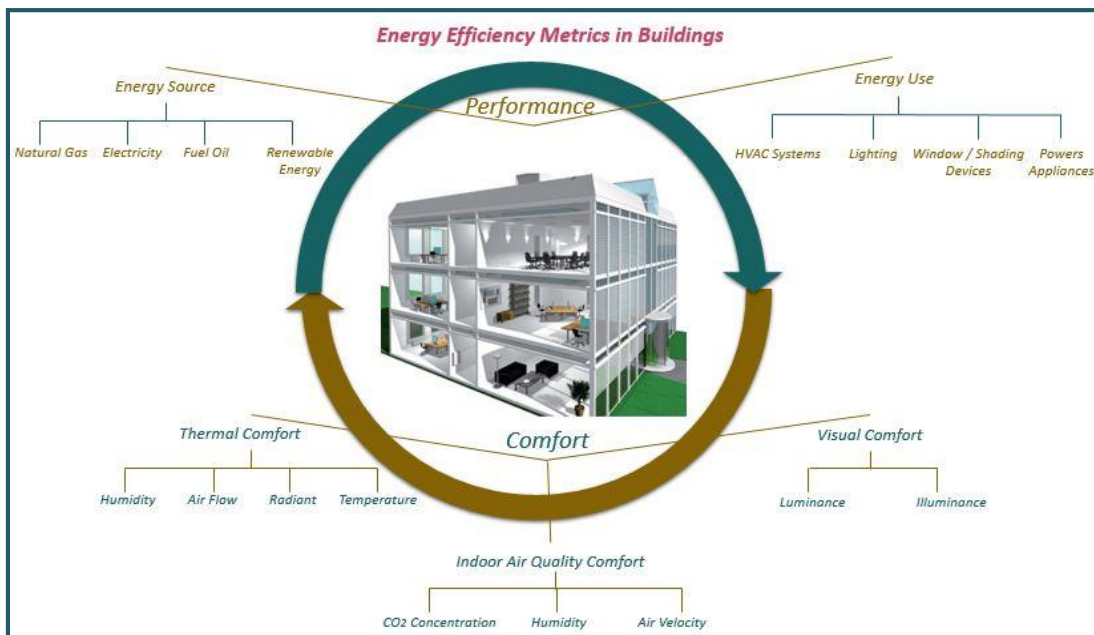 Energy Efficiency Metrics in Buildings
Energy Source
Energy Use
Performance
Natural Gas
Electricity
Fuel Oil
Renewable
Energy
HVAC Systems
Lighting
Window / Shading
Devices
Powers
Appliances
Thermal Comfort
Comfort
Visual Comfort
Humidity
Air Flow
Radiant
Temperature
Luminance
Illuminance
Indoor Air Quality Comfort
CO2 Concentration
Humidity
Air Velocity